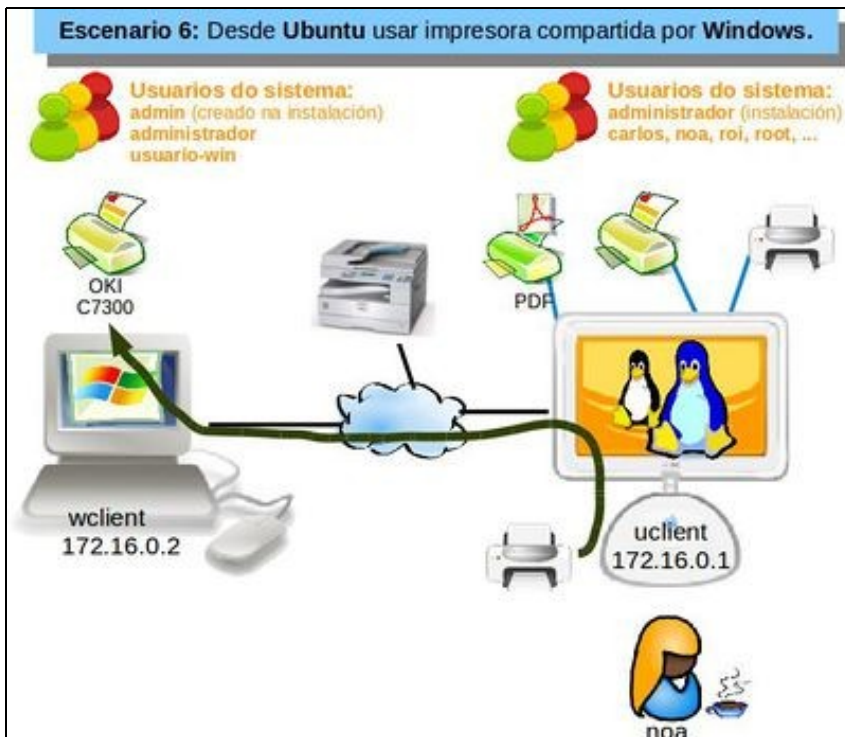 Escenario 6: Desde Ubuntu usar impresora compartida por Windows.
Usuarios do sistema:
admin (creado na instalación)
administrador
usuario-win
Usuarios do sistema:
administrador (instalación)
carlos, noa, roi, root, ...
OKI
C7300
PDF
wclient
172.16.0.2
uclient
172.16.0.1
noa